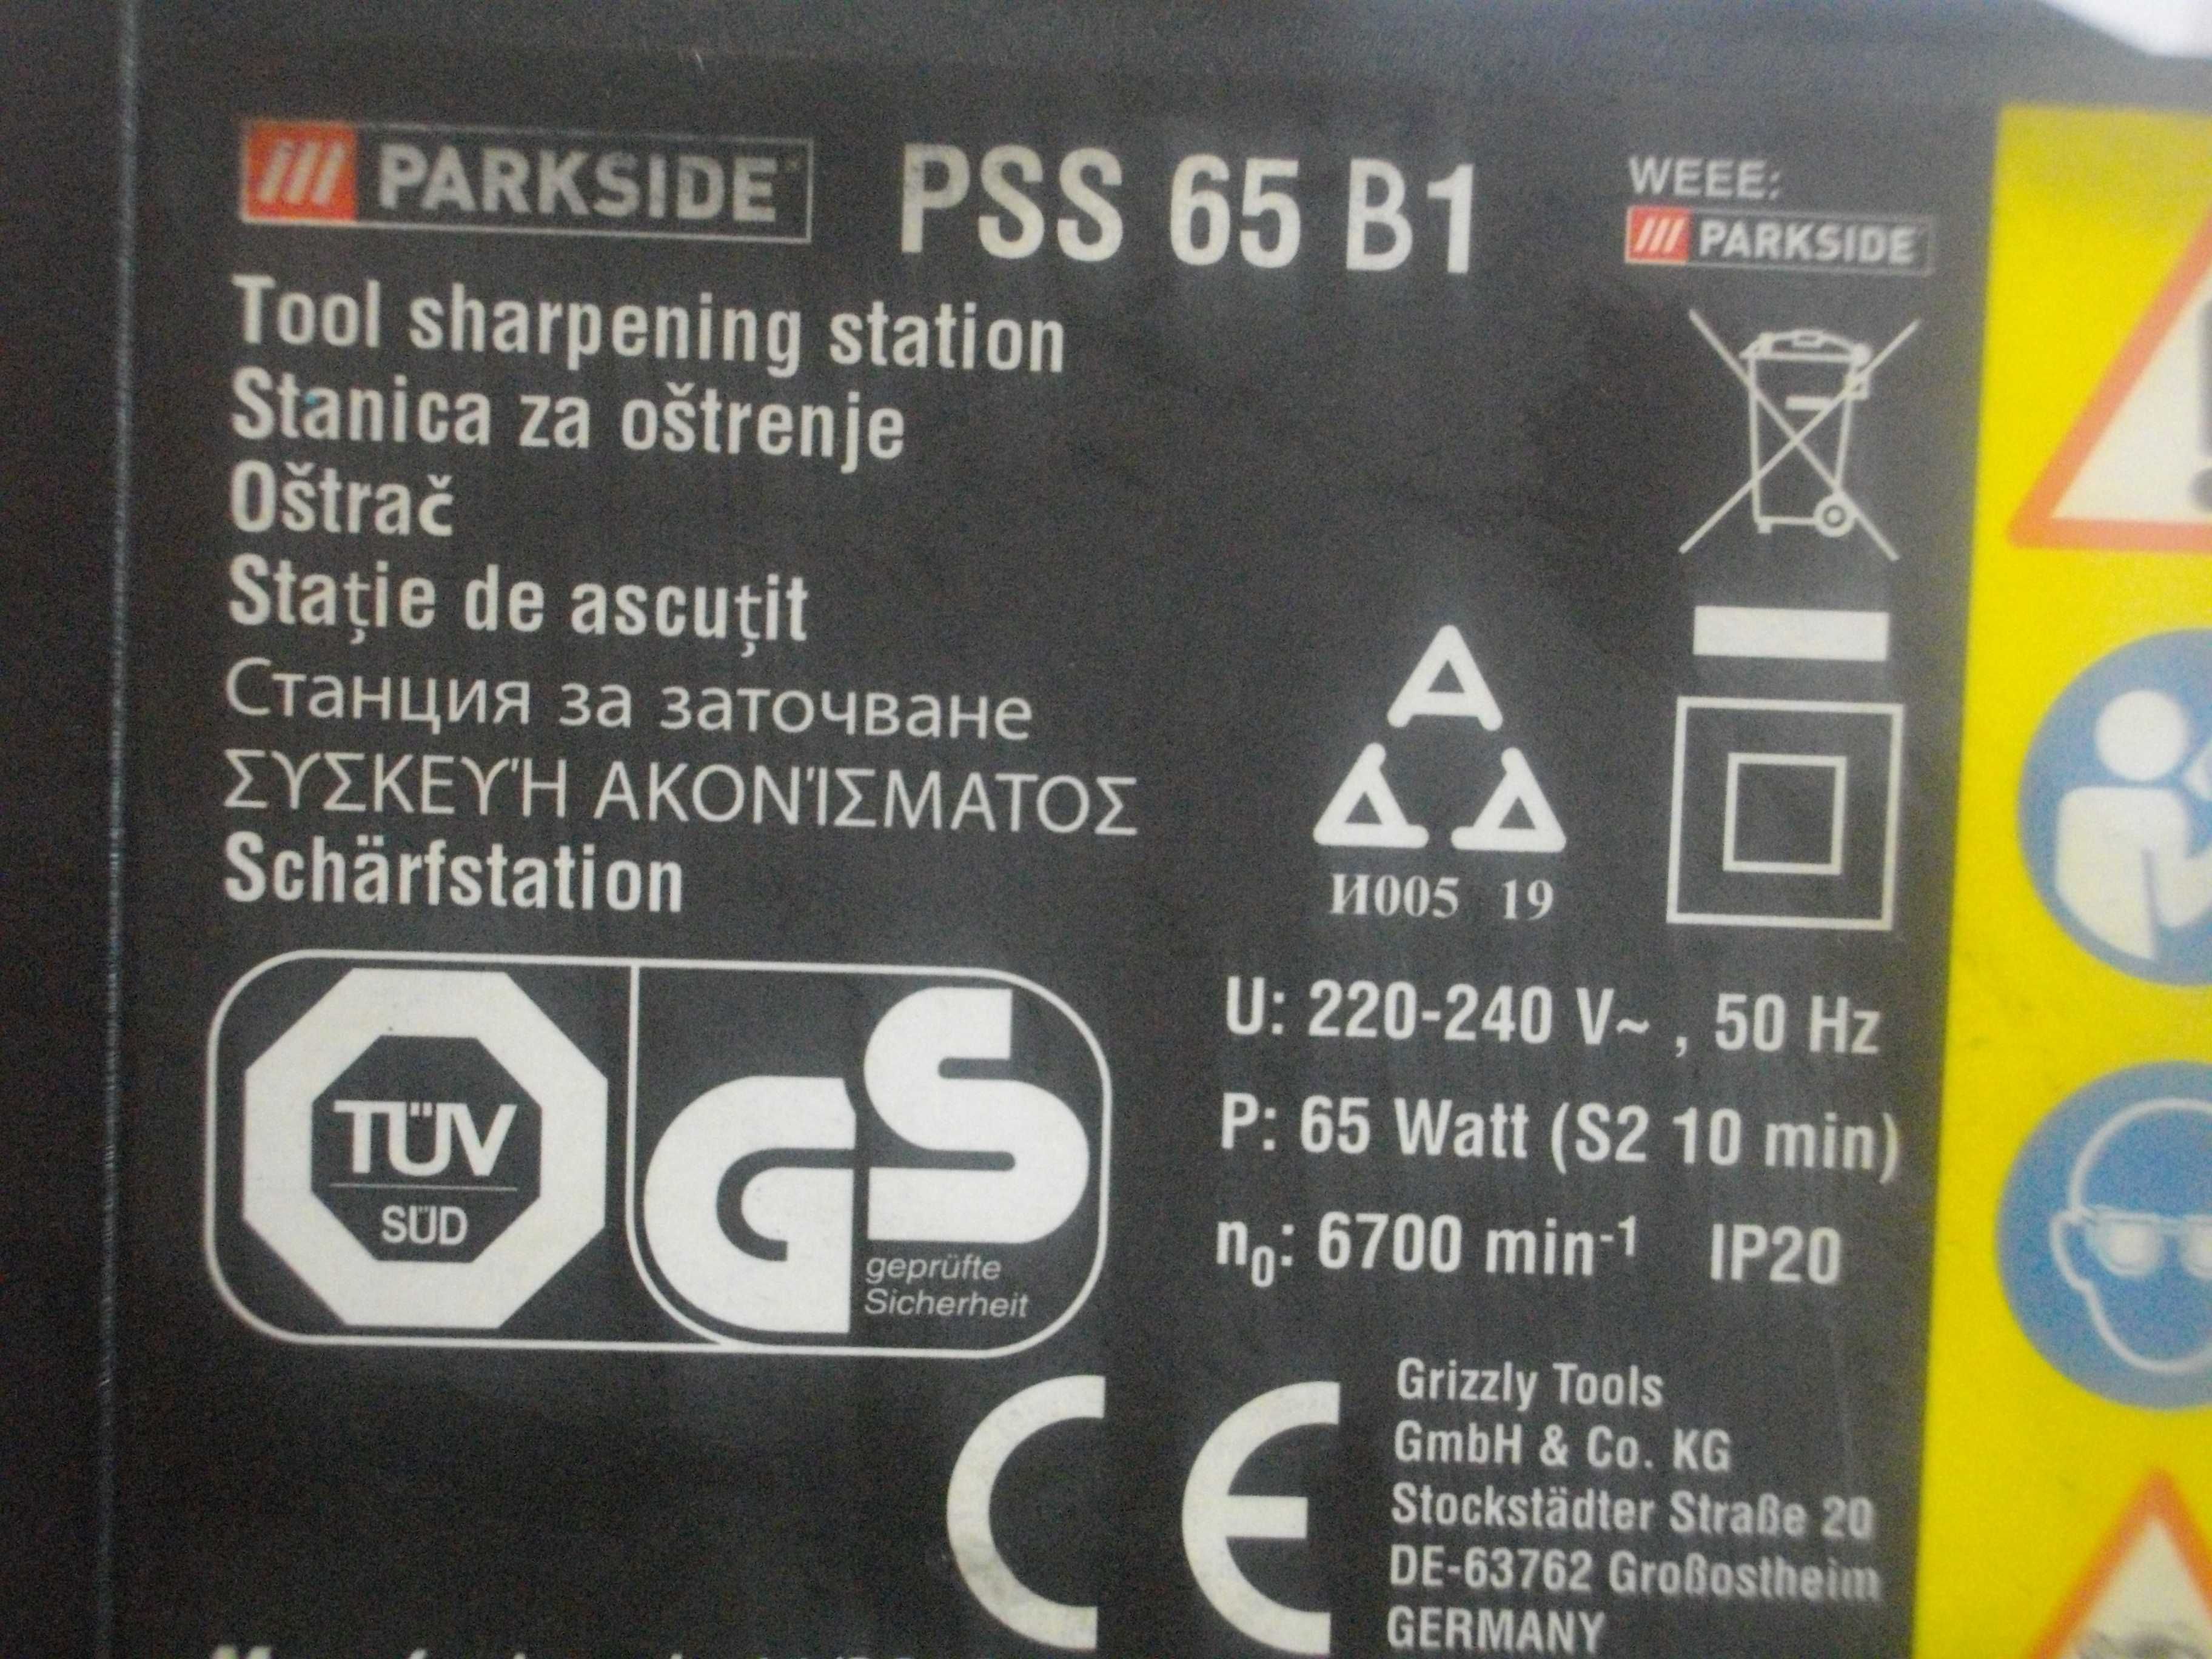 PARKSIDE
PSS 65 B1
WEEE:
PARKSIDE
Tool sharpening station
Stanica za oštrenje
Oštrač
Staţie de ascuţit
Станция за заточване
ΣΥΣΚΕΥΉ ΑΚΟΝΊΣΜΑΤΟΣ
Schärfstation
И005 19
TÜV
SÜD
GS
geprüfte
Sicherheit
U: 220-240 V~ , 50 Hz
P: 65 Watt (S2 10 min)
n₀: 6700 min⁻¹ IP20
CE
Grizzly Tools
GmbH & Co. KG
Stockstädter Straße 20
DE-63762 Großostheim
GERMANY